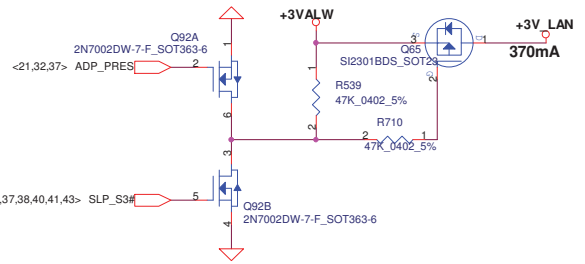 Q92A
2N7002DW-7-F_SOT363-6
1
<21,32,37> ADP_PRES 2
6
3
,37,38,40,41,43> SLP_S3# 5
4
Q92B
2N7002DW-7-F_SOT363-6
+3VALW
1
R539
47K_0402_5%
2
2 R710 1
47K_0402_5%
3 S D 1
Q65
SI2301BDS_SOT23
G
2
+3V_LAN
370mA